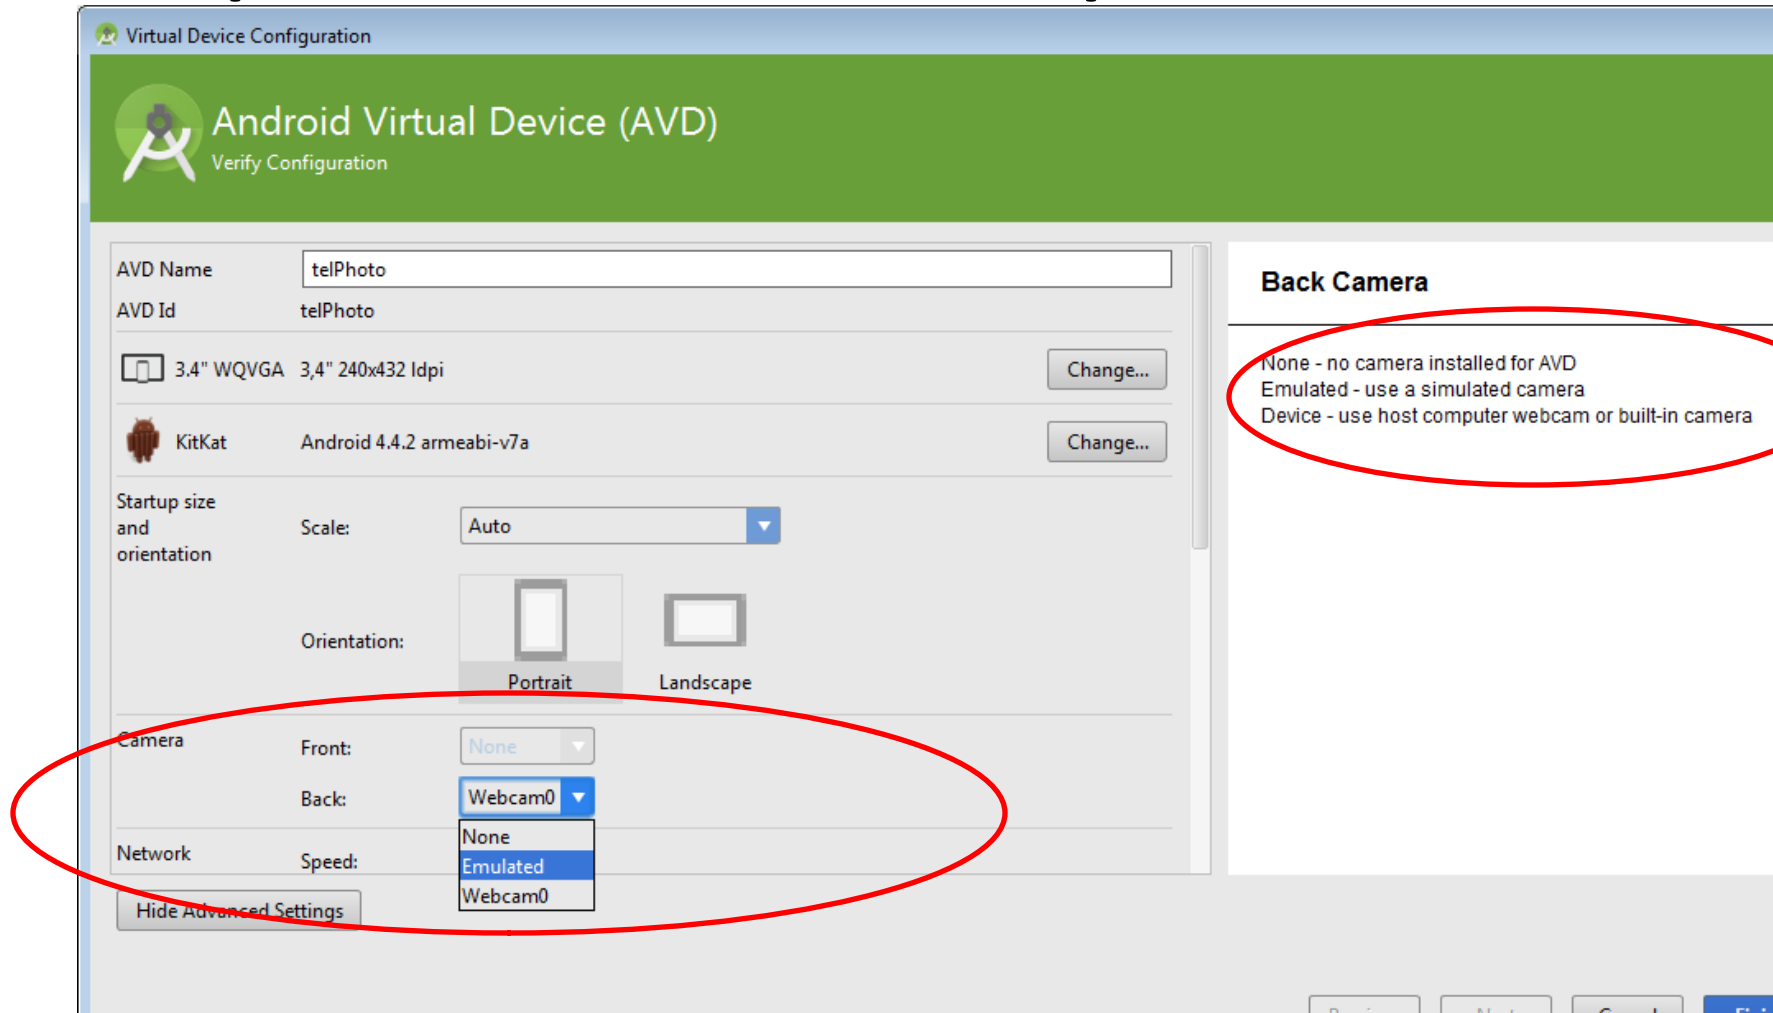 Virtual Device Configuration
Android Virtual Device (AVD)
Verify Configuration
AVD Name telPhoto
AVD Id telPhoto
3.4" WQVGA 3,4" 240x432 ldpi Change...
KitKat Android 4.4.2 armeabi-v7a Change...
Startup size
and Scale: Auto
orientation
Orientation:
Portrait Landscape
Camera Front: None
Back: Webcam0
None
Emulated
Webcam0
Network Speed:
Hide Advanced Settings
Back Camera
None - no camera installed for AVD
Emulated - use a simulated camera
Device - use host computer webcam or built-in camera